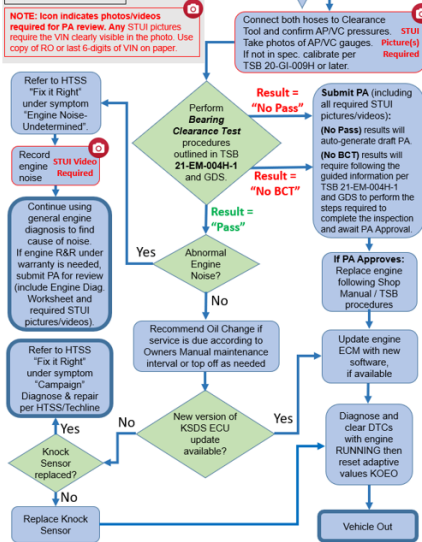 NOTE: Icon indicates photos/videos
required for PA review. Any STUI pictures
require the VIN clearly visible in the photo. Use
copy of RO or last 6-digits of VIN on paper.
Connect both hoses to Clearance
Tool and confirm AP/VC pressures.
Take photos of AP/VC gauges.
If not in spec. calibrate per
TSB 20-GI-009H or later.
STUI
Picture(s)
Required
Refer to HTSS
"Fix it Right"
under symptom
"Engine Noise-
Undetermined".
Record
engine
noise
STUI Video
Required
Continue using
general engine
diagnosis to find
cause of noise.
If engine R&R under
warranty is needed,
submit PA for review
(include Engine Diag.
Worksheet and
required STUI
pictures/videos).
Perform
Bearing
Clearance Test
procedures
outlined in TSB
21-EM-004H-1
and GDS.
Result =
"No Pass"
Result =
"No BCT"
Result =
"Pass"
Submit PA (including
all required STUI
pictures/videos):
(No Pass) results will
auto-generate draft PA.
(No BCT) results will
require following the
guided information per
TSB 21-EM-004H-1
and GDS to perform the
steps required to
complete the inspection
and await PA Approval.
Abnormal
Engine
Noise?
Yes
No
If PA Approves:
Replace engine
following Shop
Manual / TSB
procedures
Recommend Oil Change if
service is due according to
Owners Manual maintenance
interval or top off as needed
Update engine
ECM with new
software,
if available
Refer to HTSS
"Fix it Right"
under symptom
"Campaign"
Diagnose & repair
per HTSS/Techline
New version of
KSDS ECU
update
available?
No
Yes
Yes
Knock
Sensor
replaced?
No
Replace Knock
Sensor
Diagnose and
clear DTCs
with engine
RUNNING then
reset adaptive
values KOEO
Vehicle Out